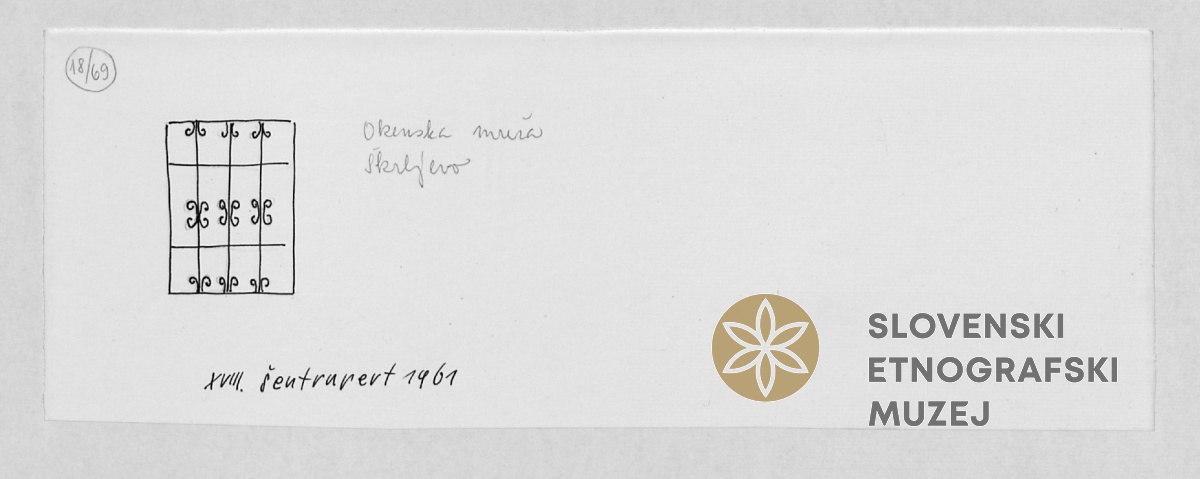 18/69
Okenska mreža
Škrljevo
XVIII. Šentrupert 1961
SLOVENSKI
ETNOGRAFSKI
MUZEJ